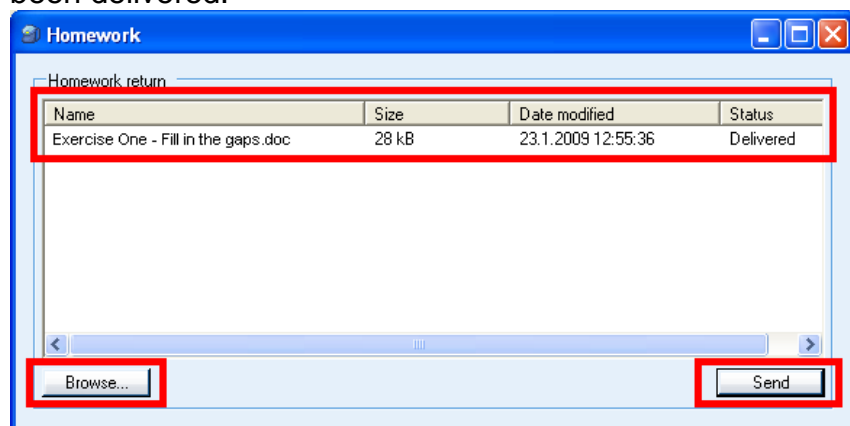 been delivered.
Homework
Homework return
Name Size Date modified Status
Exercise One - Fill in the gaps.doc 28 kB 23.1.2009 12:55:36 Delivered
Browse... Send